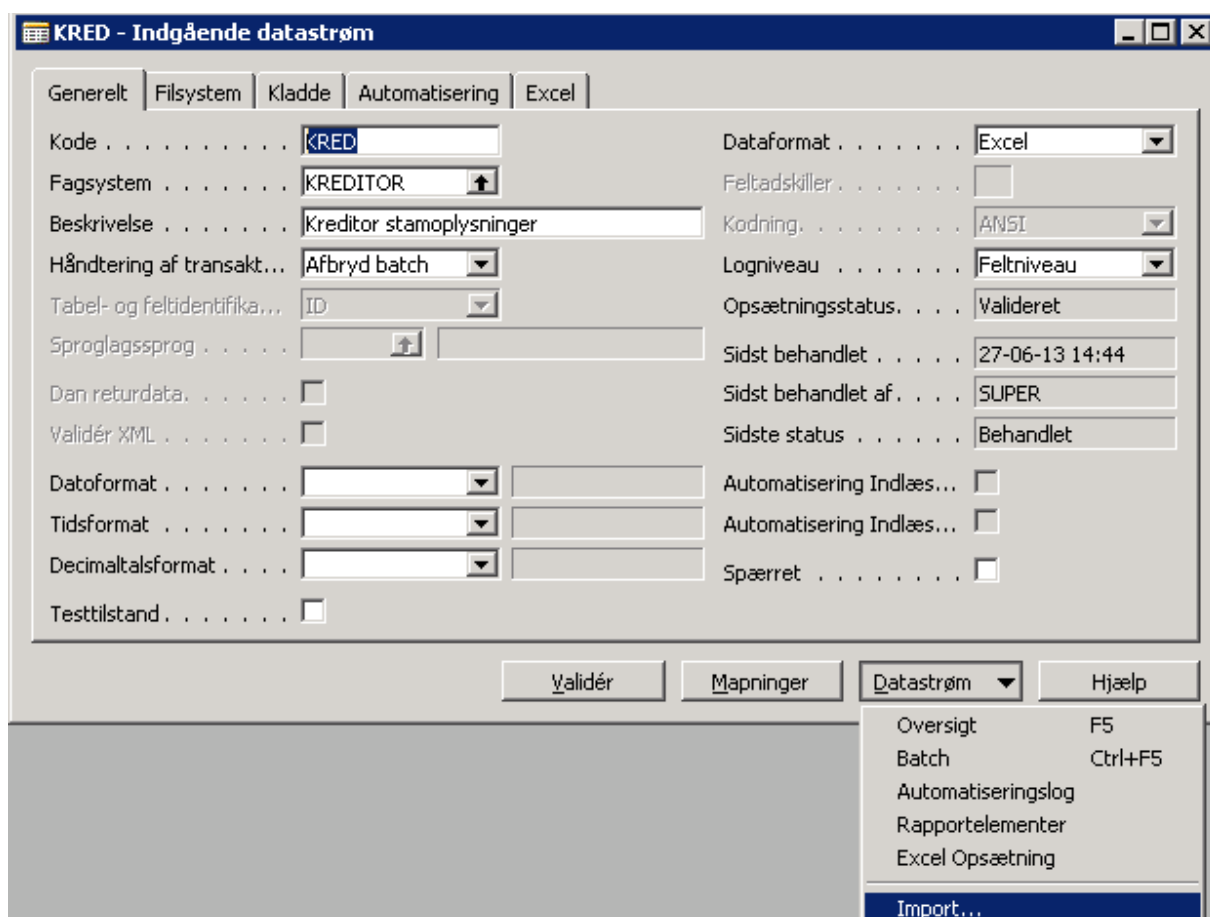 KRED - Indgående datastrøm
Generelt Filsystem Kladde Automatisering Excel
Kode . . . . . . . . . . KRED
Fagsystem . . . . . . . KREDITOR
Beskrivelse . . . . . . . Kreditor stamoplysninger
Håndtering af transakt... Afbryd batch
Tabel- og feltidentifika... ID
Sproglagssprog . . . . .
Dan returdata. . . . . .
Validér XML . . . . . . .
Datoformat . . . . . . .
Tidsformat . . . . . . .
Decimaltalsformat . . . .
Testtilstand . . . . . . .
Dataformat . . . . . . . Excel
Feltadskiller . . . . . . .
Kodning. . . . . . . . . ANSI
Logniveau . . . . . . . Feltniveau
Opsætningsstatus. . . . Valideret
Sidst behandlet . . . . . 27-06-13 14:44
Sidst behandlet af. . . . SUPER
Sidste status . . . . . . Behandlet
Automatisering Indlæs...
Automatisering Indlæs...
Spærret . . . . . . . .
Validér Mapninger Datastrøm Hjælp
Oversigt F5
Batch Ctrl+F5
Automatiseringslog
Rapportelementer
Excel Opsætning
Import...